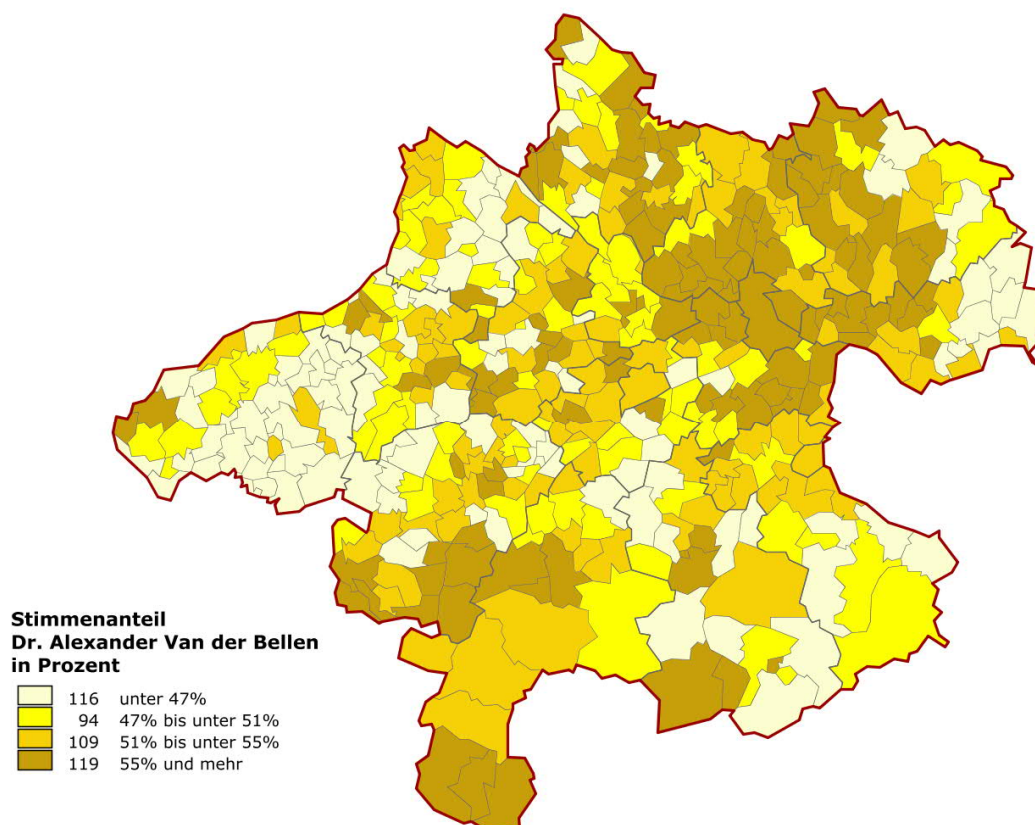 Stimmenanteil
Dr. Alexander Van der Bellen
in Prozent
116 unter 47%
94 47% bis unter 51%
109 51% bis unter 55%
119 55% und mehr